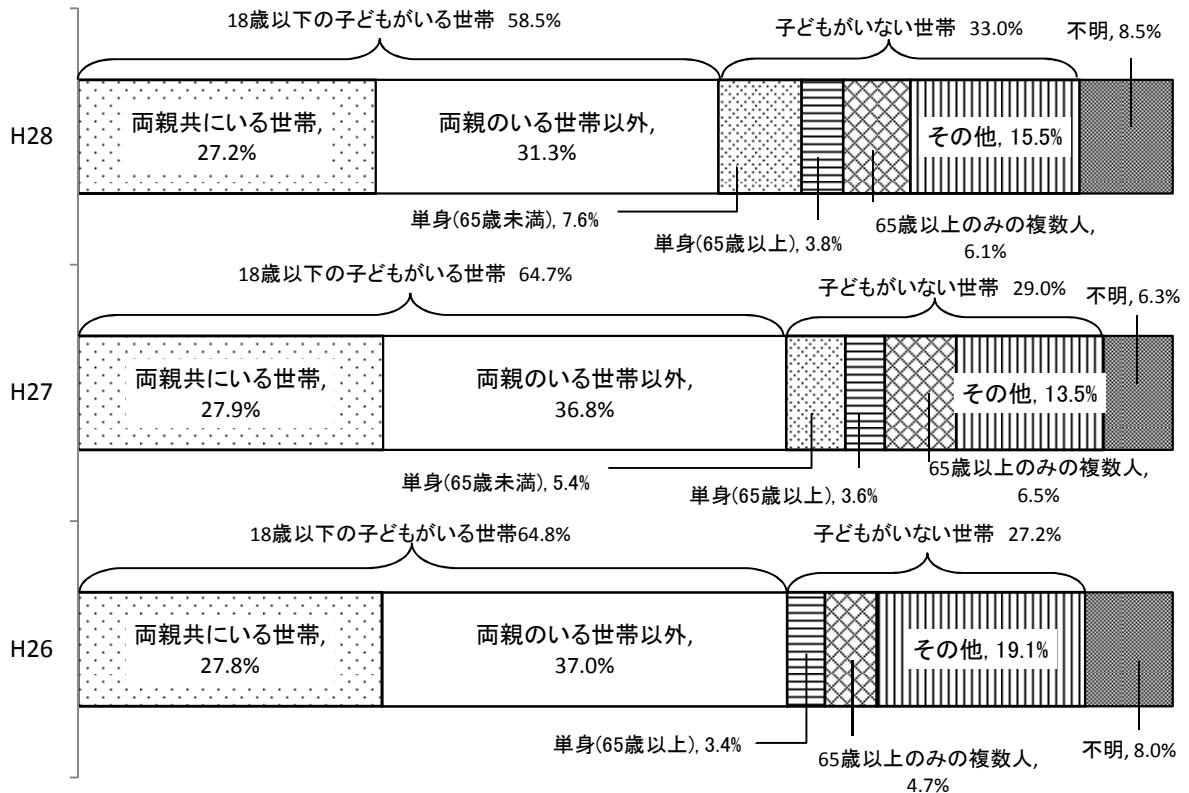 18歳以下の子どもがいる世帯 58.5%
子どもがいない世帯 33.0%
不明, 8.5%
H28
両親共にいる世帯,
27.2%
両親のいる世帯以外,
31.3%
その他, 15.5%
単身(65歳未満), 7.6%
単身(65歳以上), 3.8%
65歳以上のみの複数人,
6.1%
18歳以下の子どもがいる世帯 64.7%
子どもがいない世帯 29.0%
不明, 6.3%
H27
両親共にいる世帯,
27.9%
両親のいる世帯以外,
36.8%
その他, 13.5%
単身(65歳未満), 5.4%
単身(65歳以上), 3.6%
65歳以上のみの複数人,
6.5%
18歳以下の子どもがいる世帯64.8%
子どもがいない世帯 27.2%
H26
両親共にいる世帯,
27.8%
両親のいる世帯以外,
37.0%
その他, 19.1%
単身(65歳以上), 3.4%
65歳以上のみの複数人,
4.7%
不明, 8.0%